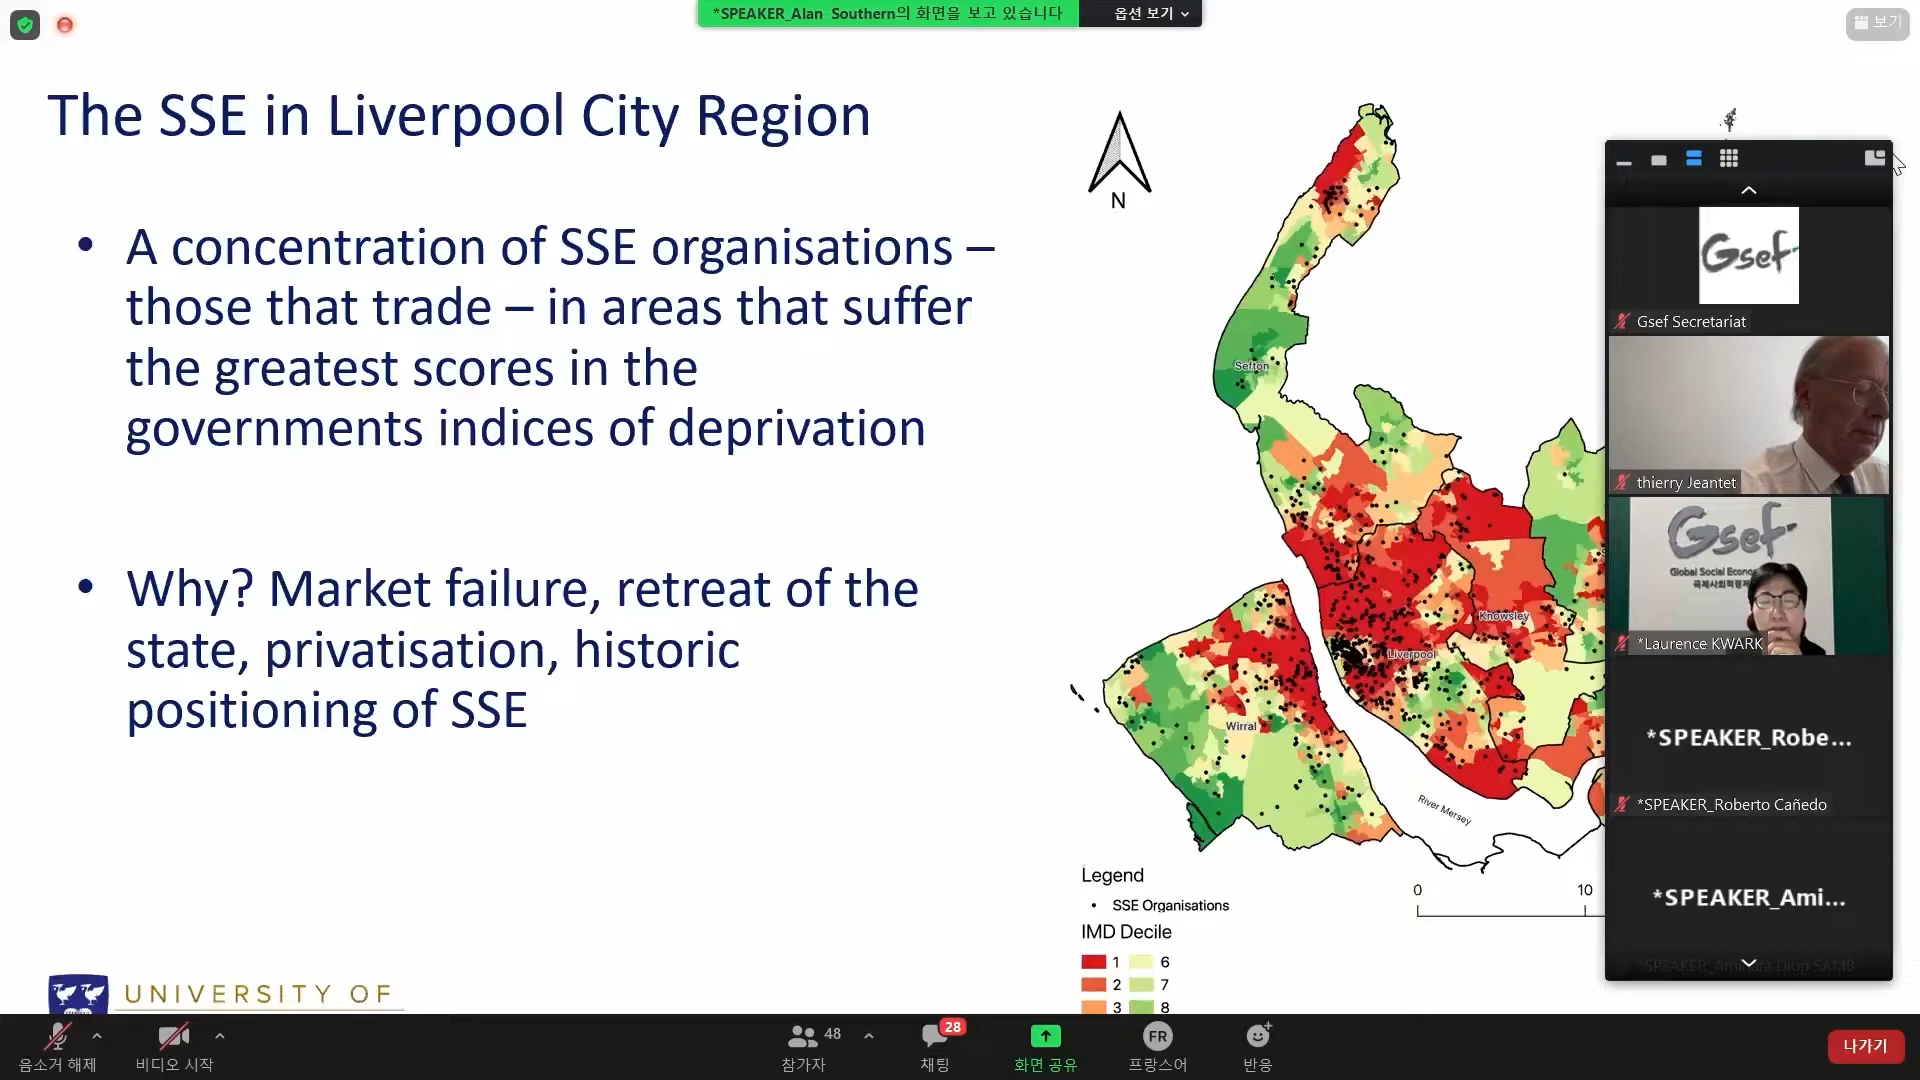 *SPEAKER_Alan Southern의 화면을 보고 있습니다
옵션 보기
보기
The SSE in Liverpool City Region
• A concentration of SSE organisations –
those that trade – in areas that suffer
the greatest scores in the
governments indices of deprivation
• Why? Market failure, retreat of the
state, privatisation, historic
positioning of SSE
UNIVERSITY OF
N
Sefton
Knowsley
Liverpool
Wirral
River Mersey
0 10
Legend
• SSE Organisations
IMD Decile
1 6
2 7
3 8
Gsef
Gsef Secretariat
thierry Jeantet
Gsef
Global Social Econo
국제사회적경제
*Laurence KWARK
*SPEAKER_Robe...
*SPEAKER_Roberto Cañedo
*SPEAKER_Ami...
*SPEAKER_Aminata Diop SAMB
음소거 해제
비디오 시작
48
참가자
28
채팅
화면 공유
FR
프랑스어
반응
나가기